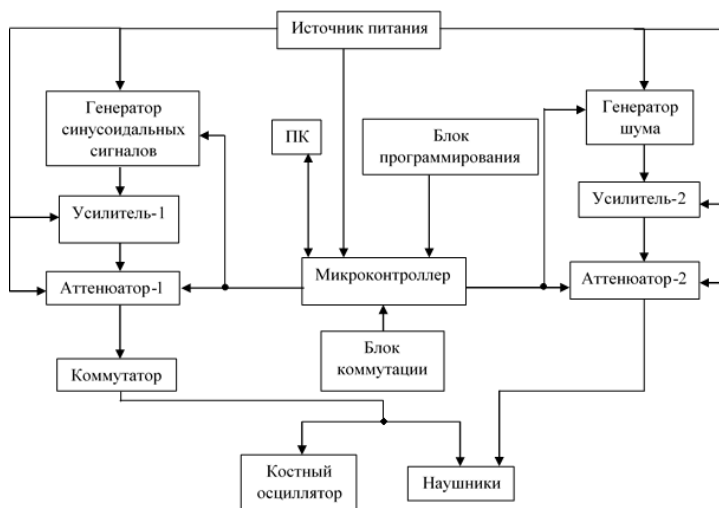 Источник питания
Генератор
синусоидальных
сигналов
ПК
Блок
программирования
Генератор
шума
Усилитель-1
Усилитель-2
Аттенюатор-1
Микроконтроллер
Аттенюатор-2
Коммутатор
Блок
коммутации
Костный
осциллятор
Наушники